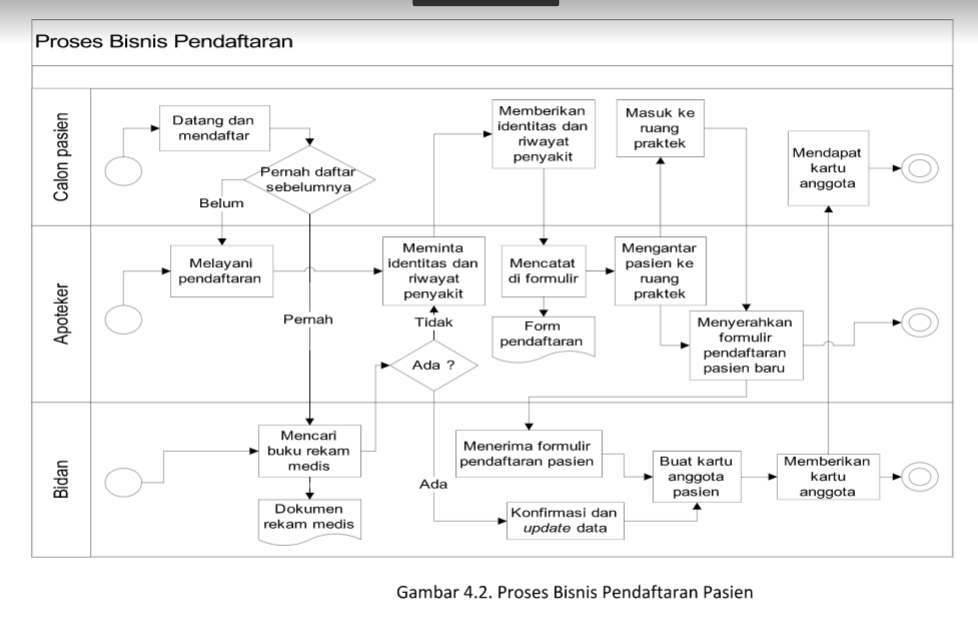 Proses Bisnis Pendaftaran
Calon pasien
Datang dan
mendaftar
Pernah daftar
sebelumnya
Belum
Memberikan
identitas dan
riwayat
penyakit
Masuk ke
ruang
praktek
Mendapat
kartu
anggota
Apoteker
Melayani
pendaftaran
Pernah
Meminta
identitas dan
riwayat
penyakit
Tidak
Ada ?
Mencatat
di formulir
Form
pendaftaran
Mengantar
pasien ke
ruang
praktek
Menyerahkan
formulir
pendaftaran
pasien baru
Bidan
Mencari
buku rekam
medis
Dokumen
rekam medis
Ada
Menerima formulir
pendaftaran pasien
Konfirmasi dan
update data
Buat kartu
anggota
pasien
Memberikan
kartu
anggota
Gambar 4.2. Proses Bisnis Pendaftaran Pasien